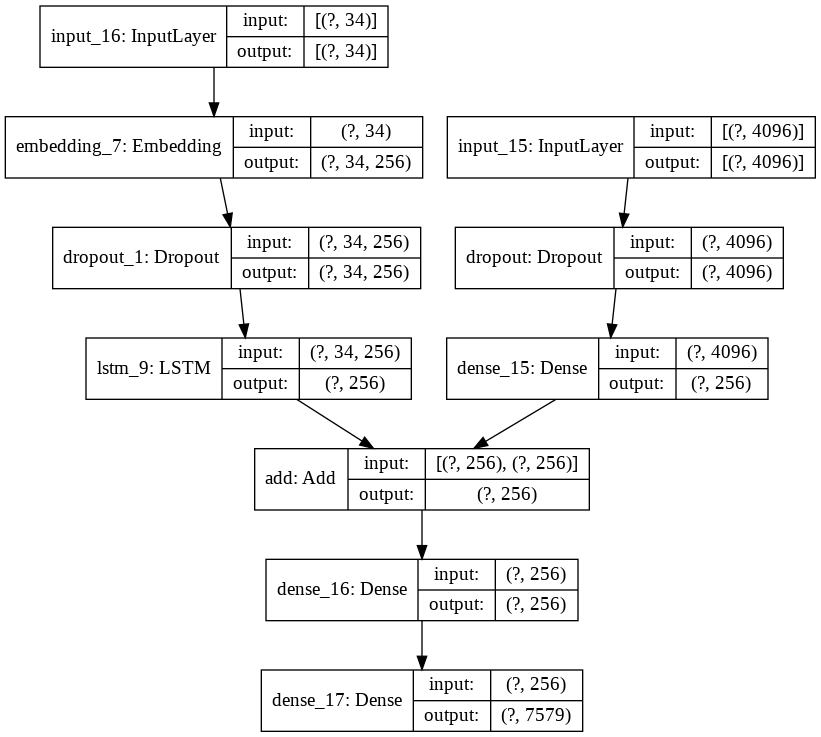 input_16: InputLayer
input: [(?, 34)]
output: [(?, 34)]
embedding_7: Embedding
input: (?, 34)
output: (?, 34, 256)
input_15: InputLayer
input: [(?, 4096)]
output: [(?, 4096)]
dropout_1: Dropout
input: (?, 34, 256)
output: (?, 34, 256)
dropout: Dropout
input: (?, 4096)
output: (?, 4096)
lstm_9: LSTM
input: (?, 34, 256)
output: (?, 256)
dense_15: Dense
input: (?, 4096)
output: (?, 256)
add: Add
input: [(?, 256), (?, 256)]
output: (?, 256)
dense_16: Dense
input: (?, 256)
output: (?, 256)
dense_17: Dense
input: (?, 256)
output: (?, 7579)